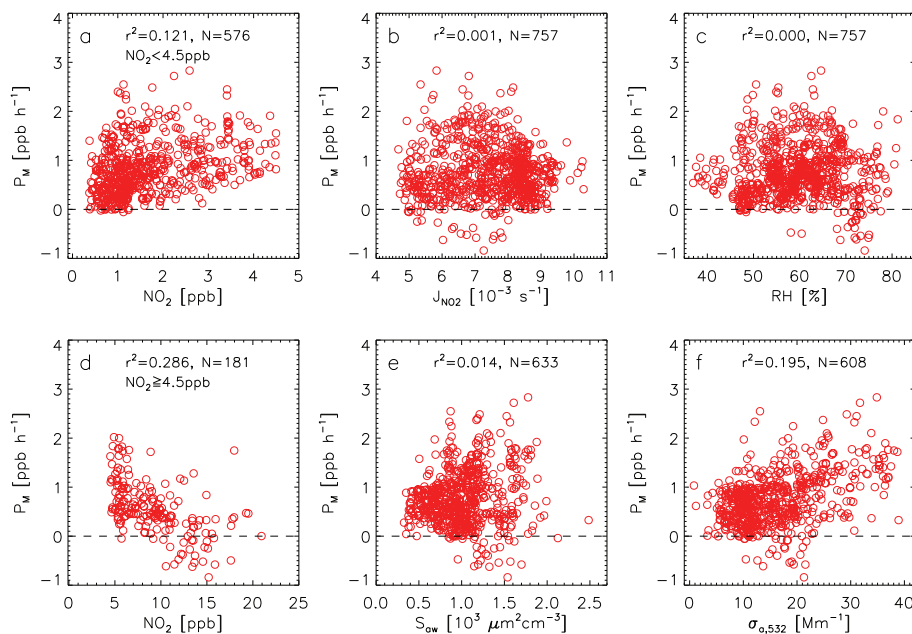 a r²=0.121, N=576
NO₂<4.5ppb
P_M [ppb h⁻¹]
4
3
2
1
0
−1
0 1 2 3 4 5
NO₂ [ppb]
b r²=0.001, N=757
P_M [ppb h⁻¹]
4
3
2
1
0
−1
4 5 6 7 8 9 10 11
J_NO2 [10⁻³ s⁻¹]
c r²=0.000, N=757
P_M [ppb h⁻¹]
4
3
2
1
0
−1
40 50 60 70 80
RH [%]
d r²=0.286, N=181
NO₂≧4.5ppb
P_M [ppb h⁻¹]
4
3
2
1
0
−1
0 5 10 15 20 25
NO₂ [ppb]
e r²=0.014, N=633
P_M [ppb h⁻¹]
4
3
2
1
0
−1
0.0 0.5 1.0 1.5 2.0 2.5
S_aw [10³ μm²cm⁻³]
f r²=0.195, N=608
P_M [ppb h⁻¹]
4
3
2
1
0
−1
0 10 20 30 40
σ_a,532 [Mm⁻¹]